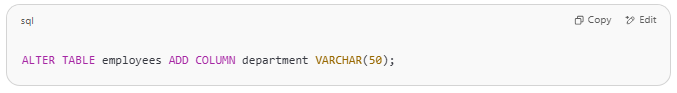 sql
Copy
Edit
ALTER TABLE employees ADD COLUMN department VARCHAR(50);